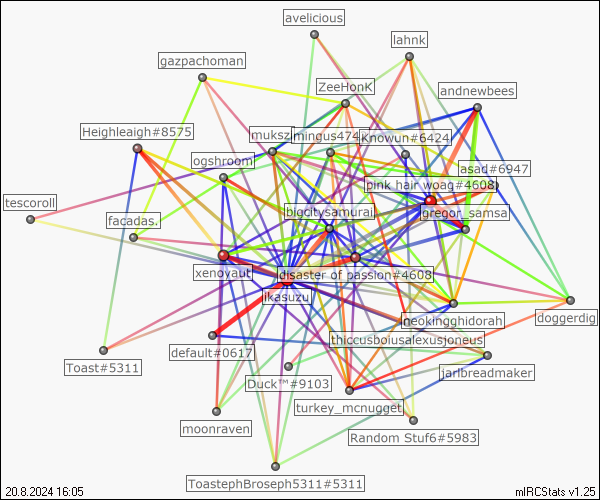 avelicious
lahnk
gazpachoman
ZeeHonK
andnewbees
Heighleaigh#8575
muksz
mingus474
Knowun#6424
ogshroom
asad#6947
pink hair woag#4608
tescoroll
facadas.
bigcitysamurai
gregor_samsa
xenoyaut
disaster of passion#4608
ikasuzu
neokingghidorah
doggerdig
thiccusboiusalexusjoneus
default#0617
Toast#5311
jarlbreadmaker
Duck™#9103
turkey_mcnugget
moonraven
Random Stuf6#5983
ToastephBroseph5311#5311
20.8.2024 16:05
mIRCStats v1.25